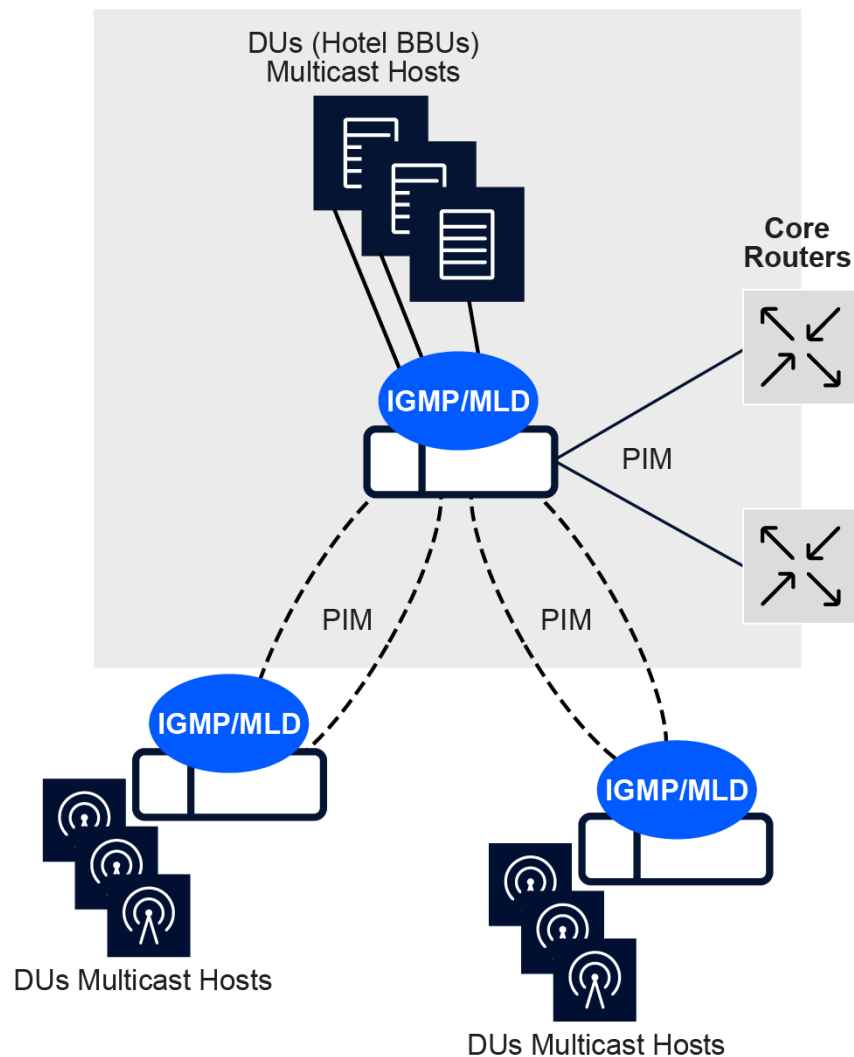 DUs (Hotel BBUs)
Multicast Hosts
Core
Routers
IGMP/MLD
PIM
PIM
PIM
IGMP/MLD
IGMP/MLD
DUs Multicast Hosts
DUs Multicast Hosts